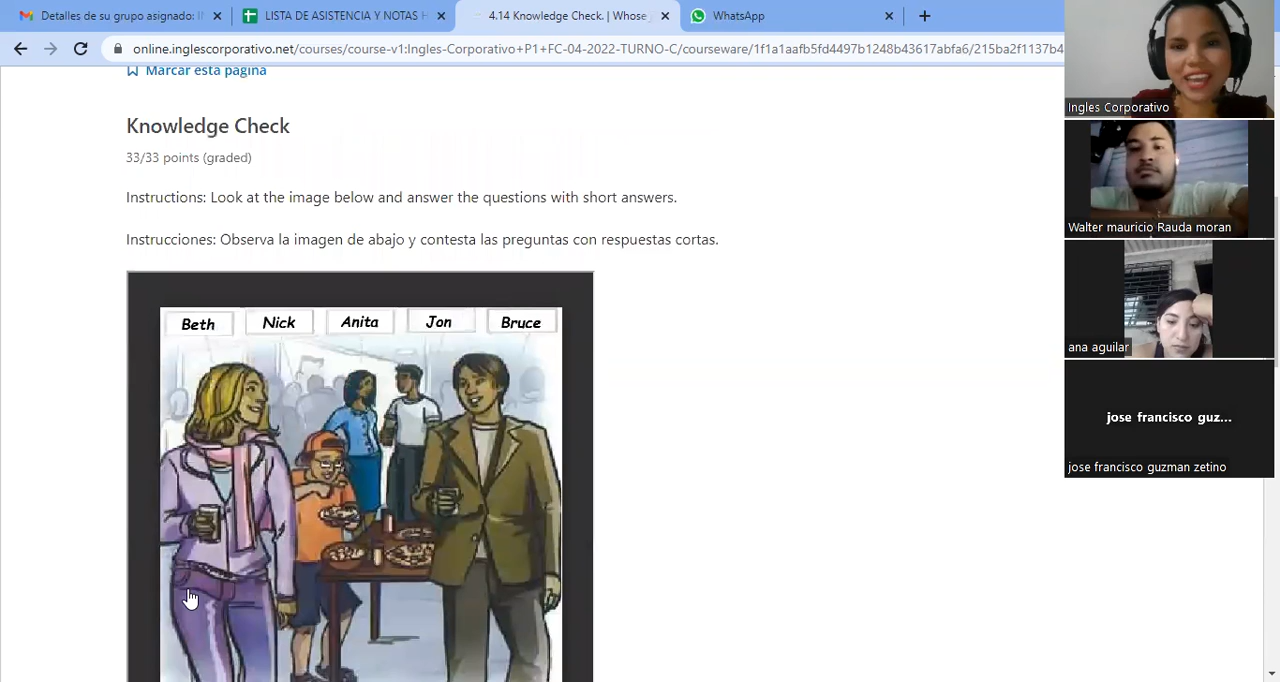 Detalles de su grupo asignado: I
LISTA DE ASISTENCIA Y NOTAS H
4.14 Knowledge Check. | Whose
WhatsApp
online.inglescorporativo.net/courses/course-v1:Ingles-Corporativo+P1+FC-04-2022-TURNO-C/courseware/1f1a1aafb5fd4497b1248b43617abfa6/215ba2f1137b4
Marcar esta página
Knowledge Check
33/33 points (graded)
Instructions: Look at the image below and answer the questions with short answers.
Instrucciones: Observa la imagen de abajo y contesta las preguntas con respuestas cortas.
Beth Nick Anita Jon Bruce
Ingles Corporativo
Walter mauricio Rauda moran
ana aguilar
jose francisco guz...
jose francisco guzman zetino